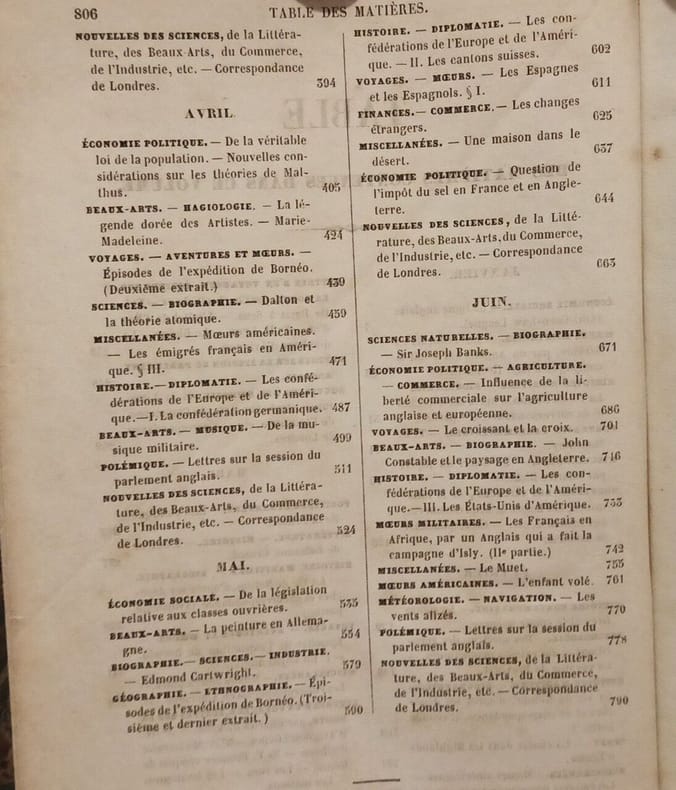 806 TABLE DES MATIÈRES.
NOUVELLES DES SCIENCES, de la Littéra-
ture, des Beaux-Arts, du Commerce,
de l'Industrie, etc. — Correspondance
de Londres. 394
AVRIL.
ÉCONOMIE POLITIQUE. — De la véritable
loi de la population. — Nouvelles con-
sidérations sur les théories de Mal-
thus. 405
BEAUX-ARTS. — HAGIOLOGIE. — La lé-
gende dorée des Artistes. — Marie-
Madeleine. 424
VOYAGES. — AVENTURES ET MŒURS. —
Épisodes de l'expédition de Bornéo.
(Deuxième extrait.) 439
SCIENCES. — BIOGRAPHIE. — Dalton et
la théorie atomique. 459
MISCELLANÉES. — Mœurs américaines.
— Les émigrés français en Améri-
que. § III. 471
HISTOIRE. — DIPLOMATIE. — Les confé-
dérations de l'Europe et de l'Améri-
que. — I. La confédération germanique. 487
BEAUX-ARTS. — MUSIQUE. — De la mu-
sique militaire. 499
POLÉMIQUE. — Lettres sur la session du
parlement anglais. 511
NOUVELLES DES SCIENCES, de la Littéra-
ture, des Beaux-Arts, du Commerce,
de l'Industrie, etc. — Correspondance
de Londres. 524
MAI.
ÉCONOMIE SOCIALE. — De la législation
relative aux classes ouvrières. 535
BEAUX-ARTS. — La peinture en Allema-
gne. 554
BIOGRAPHIE. — SCIENCES. — INDUSTRIE.
— Edmond Cartwright. 579
GÉOGRAPHIE. — ETHNOGRAPHIE. — Épi-
sodes de l'expédition de Bornéo. (Troi-
sième et dernier extrait.) 590
HISTOIRE. — DIPLOMATIE. — Les con-
fédérations de l'Europe et de l'Améri-
que. — II. Les cantons suisses. 602
VOYAGES. — MŒURS. — Les Espagnes
et les Espagnols. § I. 611
FINANCES. — COMMERCE. — Les changes
étrangers. 625
MISCELLANÉES. — Une maison dans le
désert. 637
ÉCONOMIE POLITIQUE. — Question de
l'impôt du sel en France et en Angle-
terre. 644
NOUVELLES DES SCIENCES, de la Litté-
rature, des Beaux-Arts, du Commerce,
de l'Industrie, etc. — Correspondance
de Londres. 663
JUIN.
SCIENCES NATURELLES. — BIOGRAPHIE.
— Sir Joseph Banks. 671
ÉCONOMIE POLITIQUE. — AGRICULTURE.
— COMMERCE. — Influence de la li-
berté commerciale sur l'agriculture
anglaise et européenne. 686
VOYAGES. — Le croissant et la croix. 701
BEAUX-ARTS. — BIOGRAPHIE. — John
Constable et le paysage en Angleterre. 716
HISTOIRE. — DIPLOMATIE. — Les con-
fédérations de l'Europe et de l'Améri-
que. — III. Les États-Unis d'Amérique. 733
MŒURS MILITAIRES. — Les Français en
Afrique, par un Anglais qui a fait la
campagne d'Isly. (IIe partie.) 742
MISCELLANÉES. — Le Muet. 755
MŒURS AMÉRICAINES. — L'enfant volé. 761
MÉTÉOROLOGIE. — NAVIGATION. — Les
vents alizés. 770
POLÉMIQUE. — Lettres sur la session du
parlement anglais. 778
NOUVELLES DES SCIENCES, de la Littéra-
ture, des Beaux-Arts, du Commerce,
de l'Industrie, etc. — Correspondance
de Londres. 790